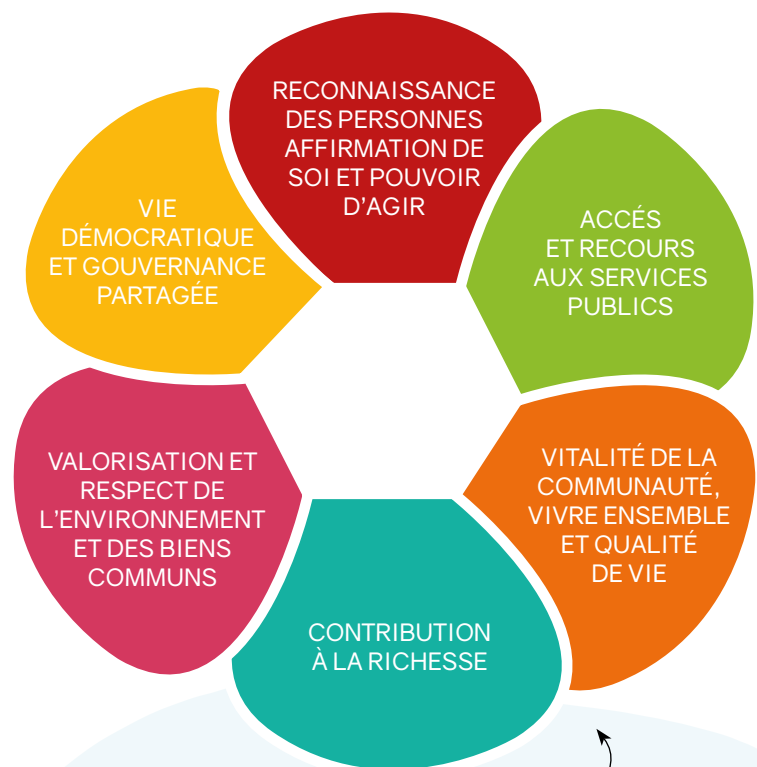 RECONNAISSANCE
DES PERSONNES
AFFIRMATION DE
SOI ET POUVOIR
D'AGIR
ACCÉS
ET RECOURS
AUX SERVICES
PUBLICS
VITALITÉ DE LA
COMMUNAUTÉ,
VIVRE ENSEMBLE
ET QUALITÉ
DE VIE
CONTRIBUTION
À LA RICHESSE
VALORISATION ET
RESPECT DE
L'ENVIRONNEMENT
ET DES BIENS
COMMUNS
VIE
DÉMOCRATIQUE
ET GOUVERNANCE
PARTAGÉE